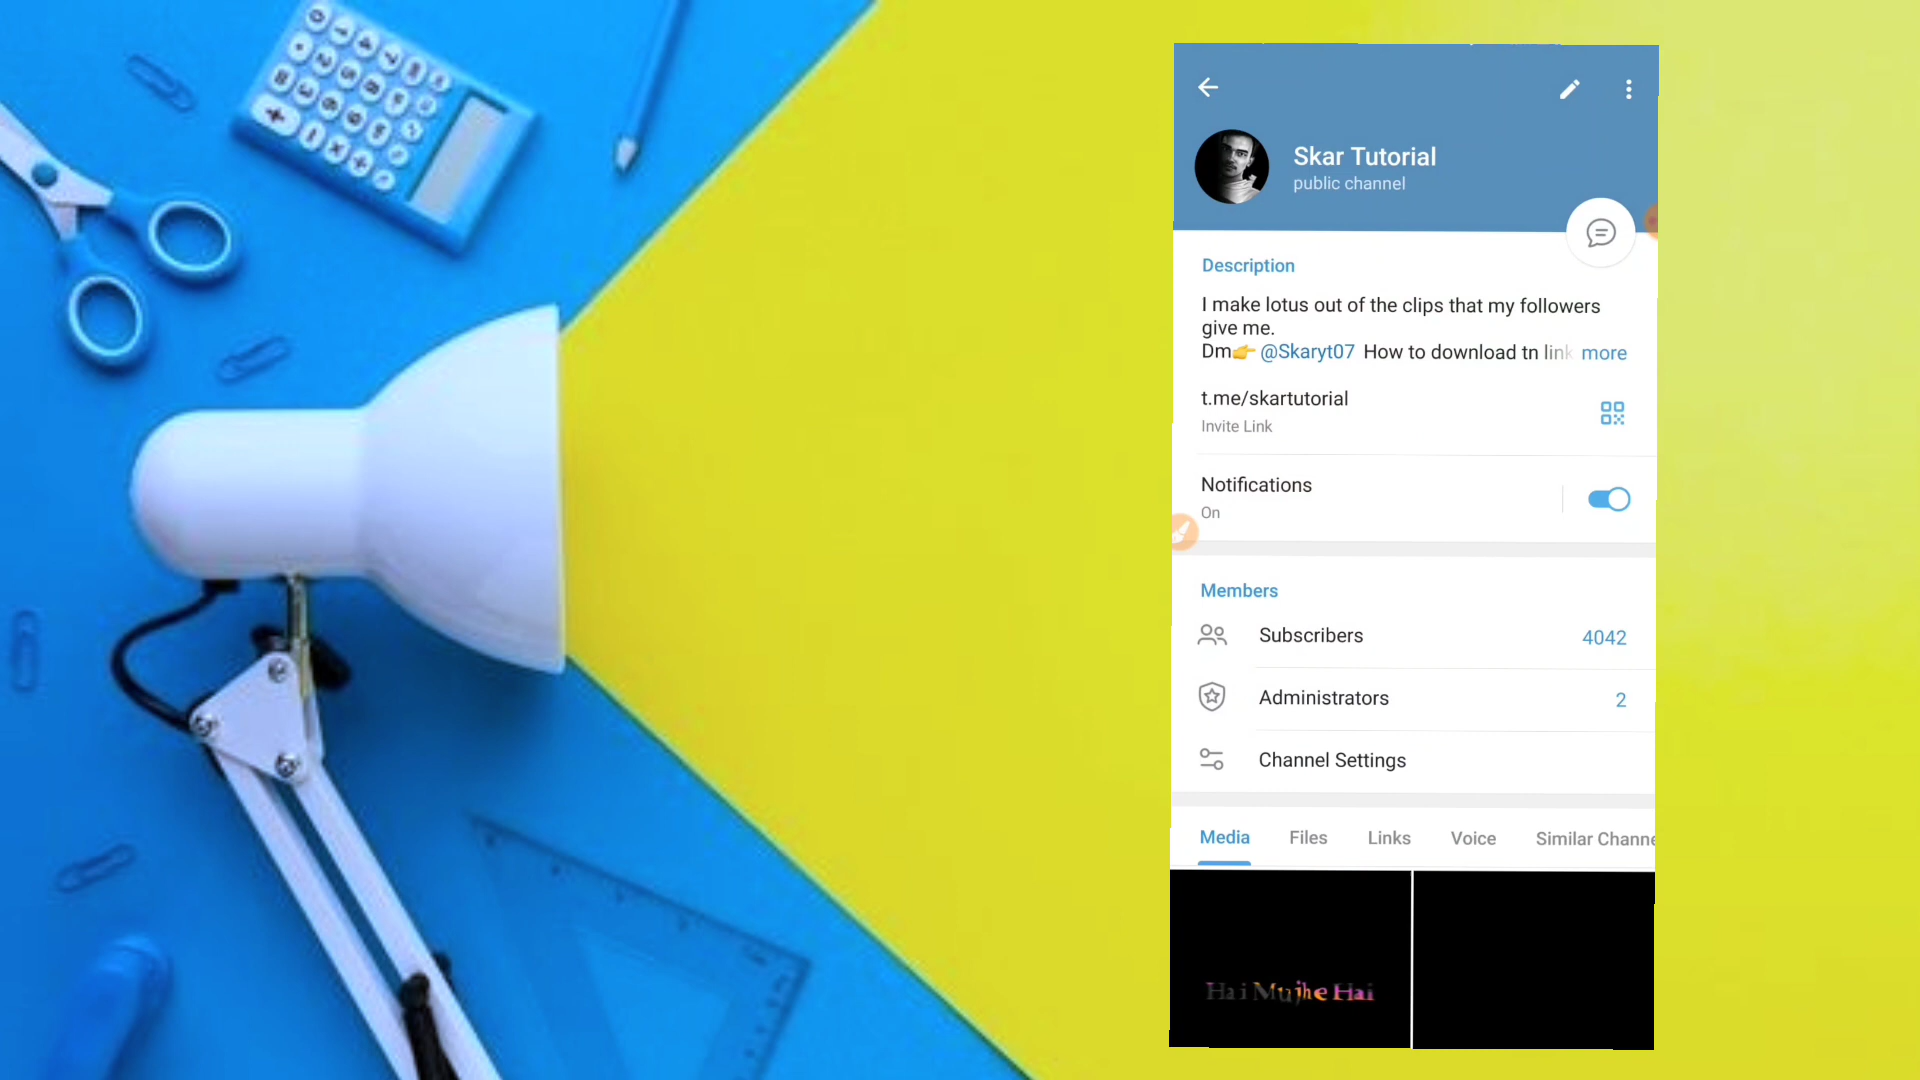 Skar Tutorial
public channel
Description
I make lotus out of the clips that my followers
give me.
Dm👉 @Skaryt07 How to download tn link more
t.me/skartutorial
Invite Link
Notifications
On
Members
Subscribers 4042
Administrators 2
Channel Settings
Media Files Links Voice Similar Channe
Hai Mujhe Hai